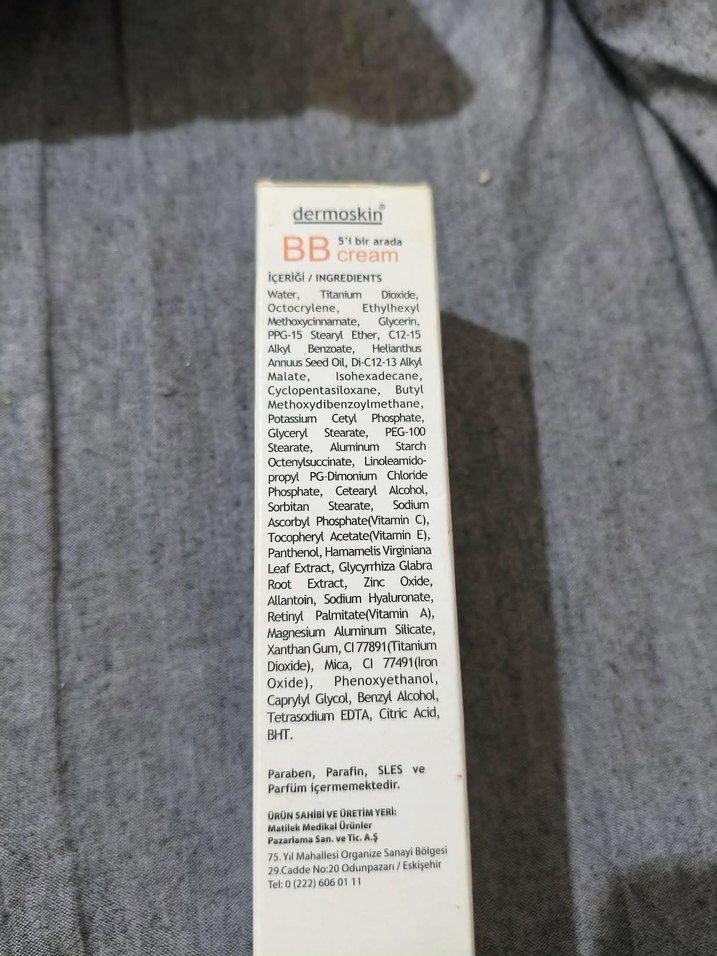 dermoskin®
BB 5'i bir arada
cream
İÇERİĞİ / INGREDIENTS
Water, Titanium Dioxide,
Octocrylene, Ethylhexyl
Methoxycinnamate, Glycerin,
PPG-15 Stearyl Ether, C12-15
Alkyl Benzoate, Helianthus
Annuus Seed Oil, Di-C12-13 Alkyl
Malate, Isohexadecane,
Cyclopentasiloxane, Butyl
Methoxydibenzoylmethane,
Potassium Cetyl Phosphate,
Glyceryl Stearate, PEG-100
Stearate, Aluminum Starch
Octenylsuccinate, Linoleamido-
propyl PG-Dimonium Chloride
Phosphate, Cetearyl Alcohol,
Sorbitan Stearate, Sodium
Ascorbyl Phosphate(Vitamin C),
Tocopheryl Acetate(Vitamin E),
Panthenol, Hamamelis Virginiana
Leaf Extract, Glycyrrhiza Glabra
Root Extract, Zinc Oxide,
Allantoin, Sodium Hyaluronate,
Retinyl Palmitate(Vitamin A),
Magnesium Aluminum Silicate,
Xanthan Gum, CI 77891(Titanium
Dioxide), Mica, CI 77491(Iron
Oxide), Phenoxyethanol,
Caprylyl Glycol, Benzyl Alcohol,
Tetrasodium EDTA, Citric Acid,
BHT.
Paraben, Parafin, SLES ve
Parfüm içermemektedir.
ÜRÜN SAHİBİ VE ÜRETİM YERİ:
Matilek Medikal Ürünler
Pazarlama San. ve Tic. A.Ş
75. Yıl Mahallesi Organize Sanayi Bölgesi
29.Cadde No:20 Odunpazarı / Eskişehir
Tel: 0 (222) 606 01 11